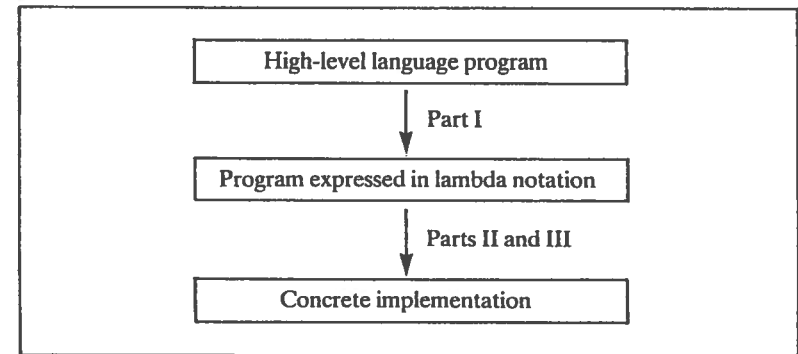 High-level language program
Part I
Program expressed in lambda notation
Parts II and III
Concrete implementation